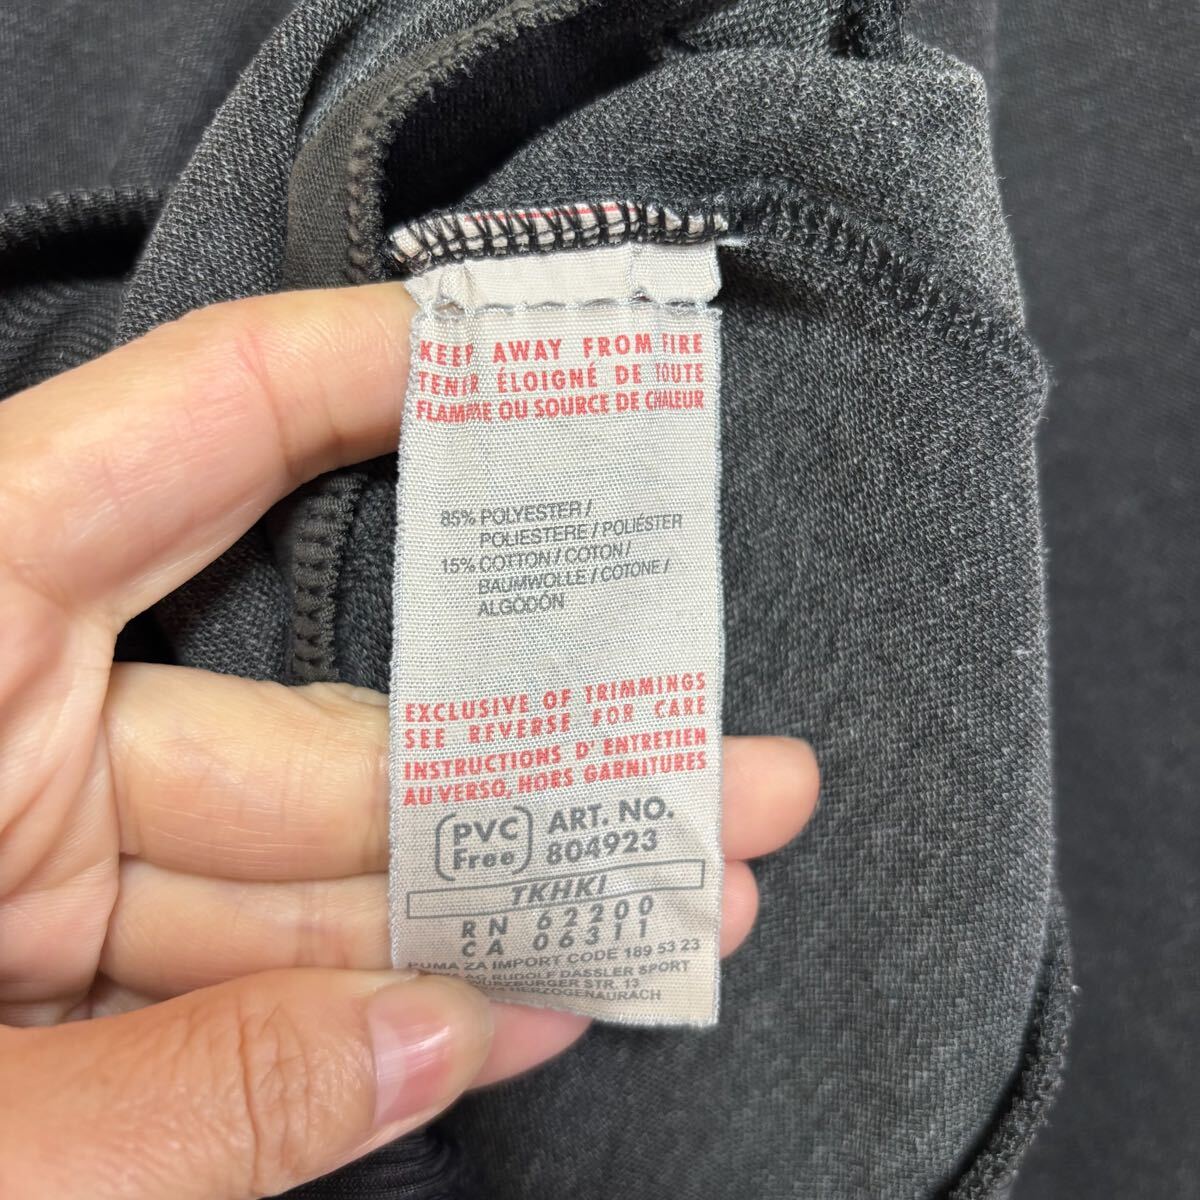 KEEP AWAY FROM FIRE
TENIR ÉLOIGNÉ DE TOUTE
FLAMME OU SOURCE DE CHALEUR
85% POLYESTER /
POLIESTERE / POLIÉSTER
15% COTTON / COTON /
BAUMWOLLE / COTONE /
ALGODÓN
EXCLUSIVE OF TRIMMINGS
SEE REVERSE FOR CARE
INSTRUCTIONS D' ENTRETIEN
AU VERSO, HORS GARNITURES
PVC Free
ART. NO.
804923
TKHKI
RN 62200
CA 06311
PUMA ZA IMPORT CODE 189 53 23
AG RUDOLF DASSLER SPORT
WÜRZBURGER STR. 13
HERZOGENAURACH